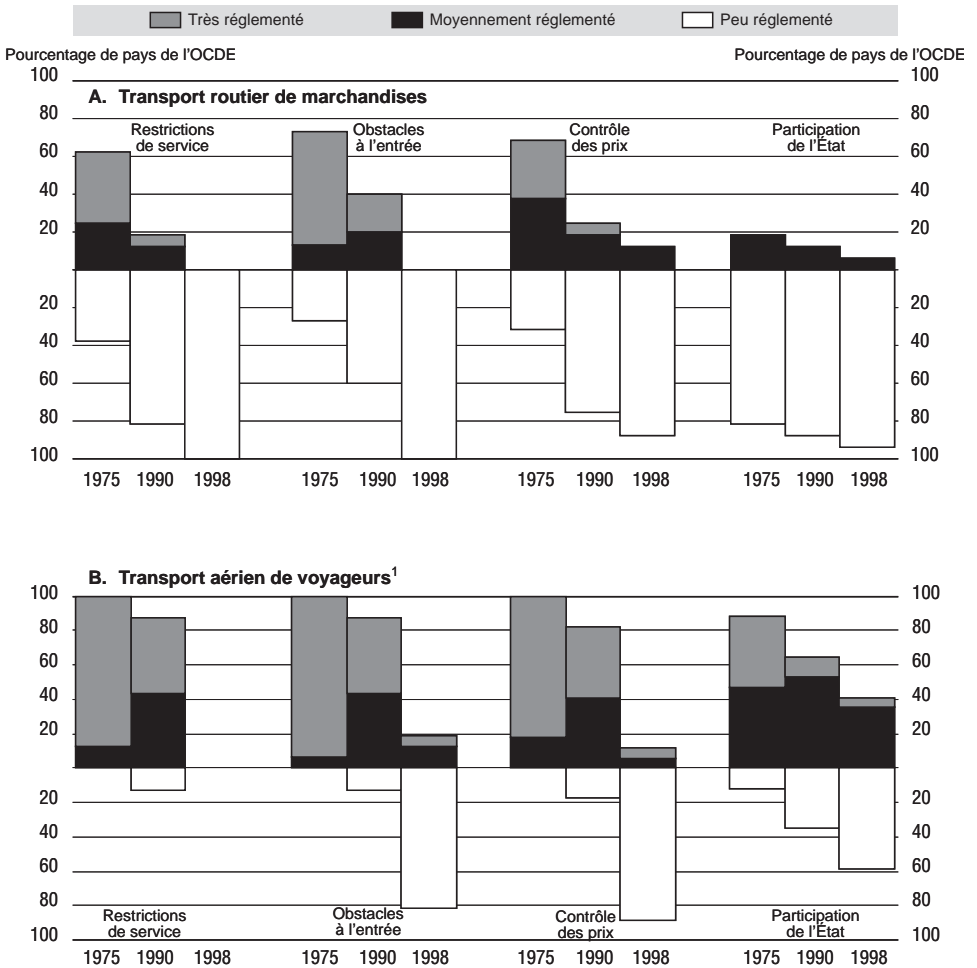 Très réglementé Moyennement réglementé Peu réglementé
Pourcentage de pays de l'OCDE Pourcentage de pays de l'OCDE
100 100
A. Transport routier de marchandises
80 80
Restrictions de service
Obstacles à l'entrée
Contrôle des prix
Participation de l'État
60 60
40 40
20 20
20 20
40 40
60 60
80 80
100 100
1975 1990 1998 1975 1990 1998 1975 1990 1998 1975 1990 1998
B. Transport aérien de voyageurs1
100 100
80 80
60 60
40 40
20 20
20 20
40 40
60 60
80 80
Restrictions de service
Obstacles à l'entrée
Contrôle des prix
Participation de l'État
100 100
1975 1990 1998 1975 1990 1998 1975 1990 1998 1975 1990 1998